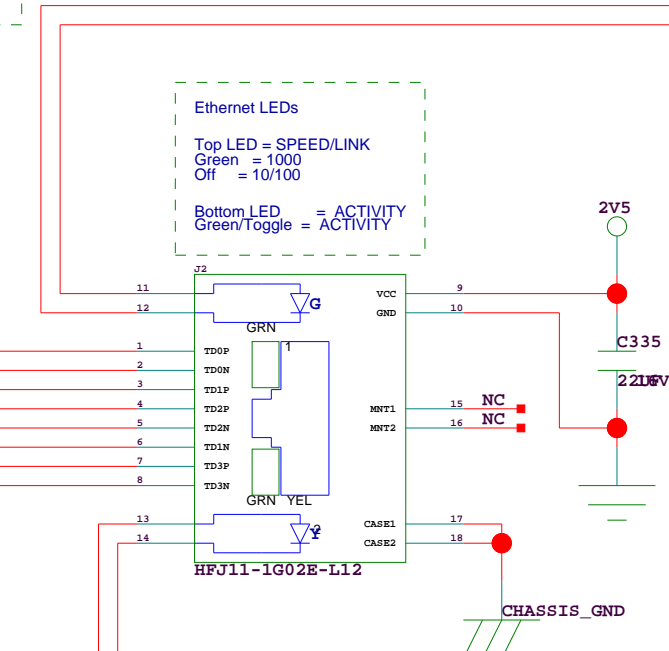 Ethernet LEDs
Top LED = SPEED/LINK
Green = 1000
Off = 10/100
Bottom LED = ACTIVITY
Green/Toggle = ACTIVITY
2V5
J2
11
12
G
GRN
VCC 9
GND 10
C335
1 TD0P
2 TD0N
3 TD1P
4 TD2P
5 TD2N
6 TD1N
7 TD3P
8 TD3N
1
MNT1 15 NC
MNT2 16 NC
GRN YEL
13
14
Y
CASE1 17
CASE2 18
HFJ11-1G02E-L12
CHASSIS_GND